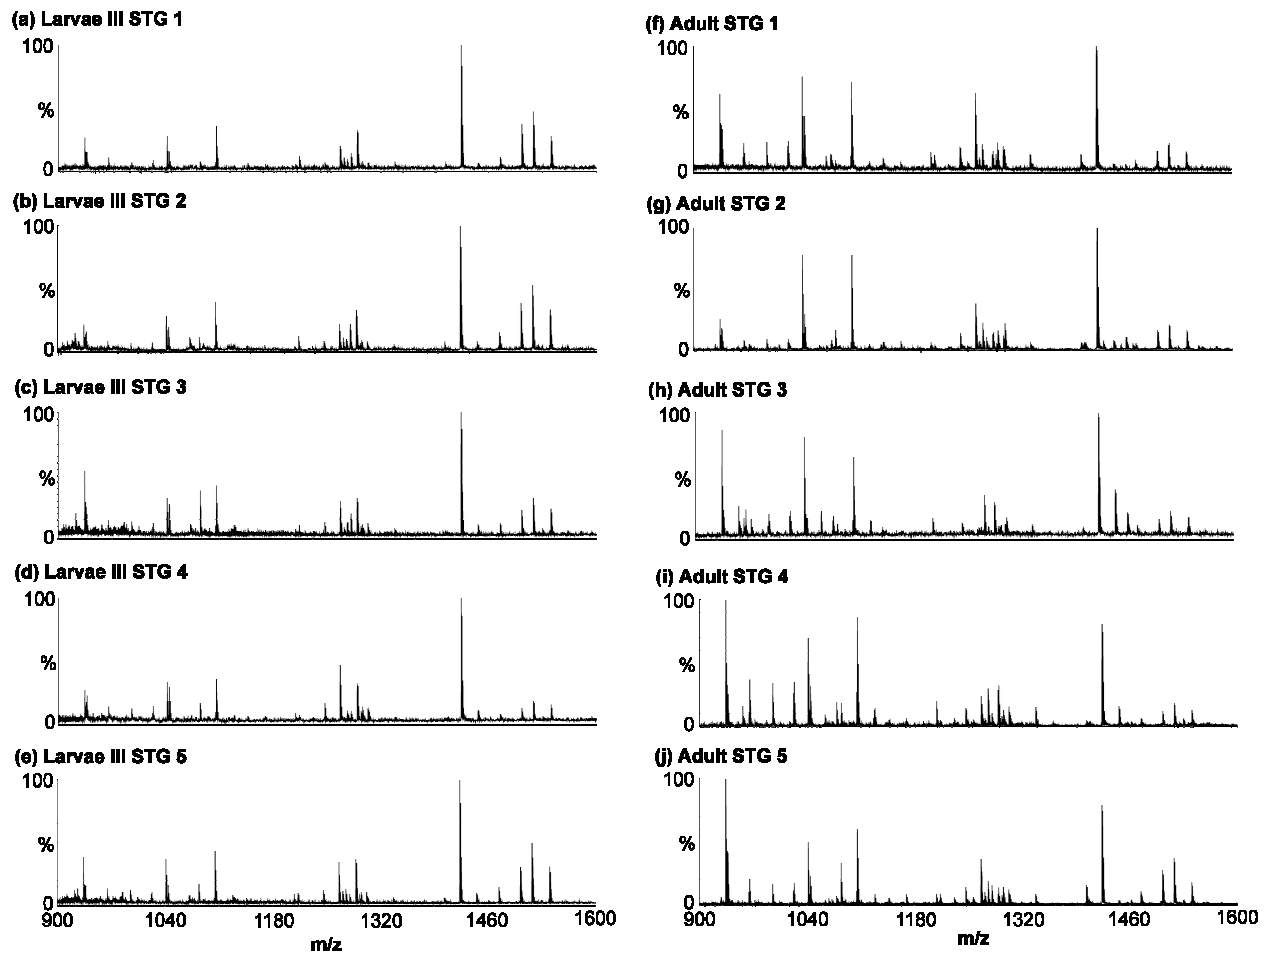 (a) Larvae III STG 1
100
%
0
(b) Larvae III STG 2
100
%
0
(c) Larvae III STG 3
100
%
0
(d) Larvae III STG 4
100
%
0
(e) Larvae III STG 5
100
%
0
900 1040 1180 1320 1460 1600
m/z
(f) Adult STG 1
100
%
0
(g) Adult STG 2
100
%
0
(h) Adult STG 3
100
%
0
(i) Adult STG 4
100
%
0
(j) Adult STG 5
100
%
0
900 1040 1180 1320 1460 1600
m/z